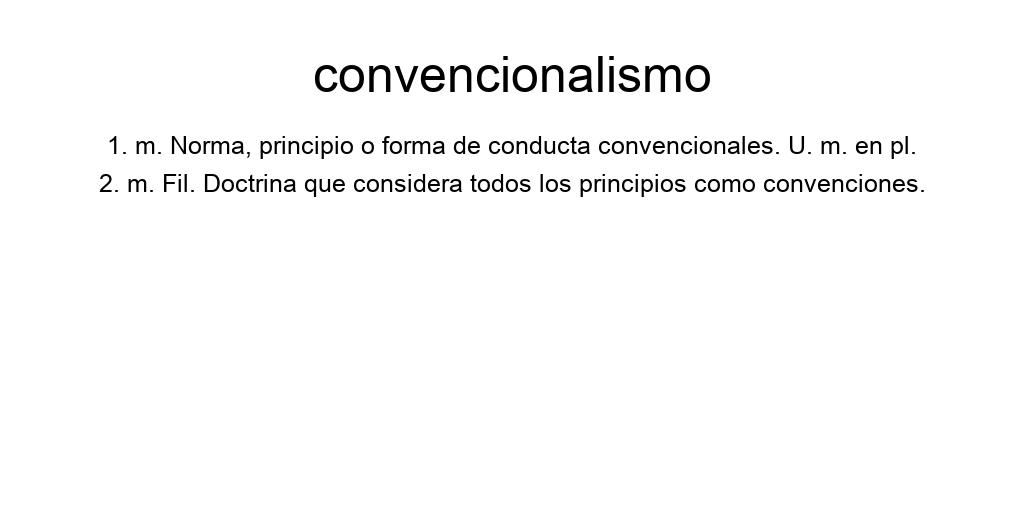 convencionalismo
1. m. Norma, principio o forma de conducta convencionales. U. m. en pl.
2. m. Fil. Doctrina que considera todos los principios como convenciones.